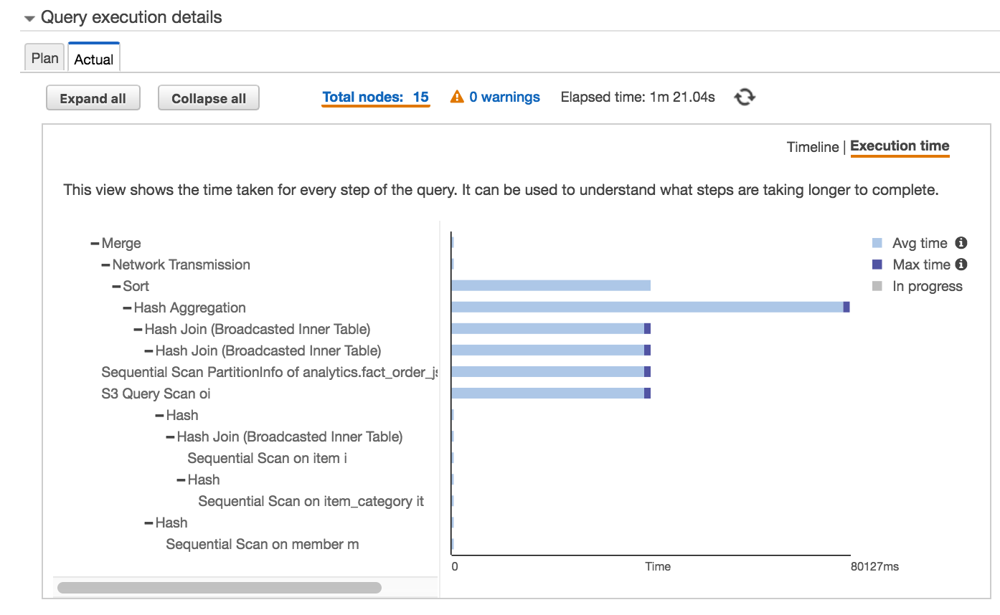 Query execution details
Plan Actual
Expand all Collapse all Total nodes: 15 0 warnings Elapsed time: 1m 21.04s
Timeline | Execution time
This view shows the time taken for every step of the query. It can be used to understand what steps are taking longer to complete.
Merge
Network Transmission
Sort
Hash Aggregation
Hash Join (Broadcasted Inner Table)
Hash Join (Broadcasted Inner Table)
Sequential Scan PartitionInfo of analytics.fact_order_js
S3 Query Scan oi
Hash
Hash Join (Broadcasted Inner Table)
Sequential Scan on item i
Hash
Sequential Scan on item_category it
Hash
Sequential Scan on member m
Avg time
Max time
In progress
0 Time 80127ms